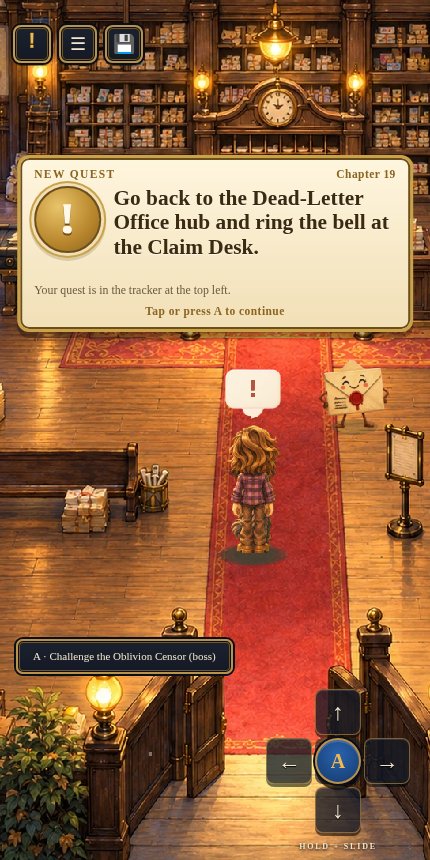 !
☰
NEW QUEST
Chapter 19
!
Go back to the Dead-Letter
Office hub and ring the bell at
the Claim Desk.
Your quest is in the tracker at the top left.
Tap or press A to continue
!
A · Challenge the Oblivion Censor (boss)
↑
← A →
↓
HOLD + SLIDE